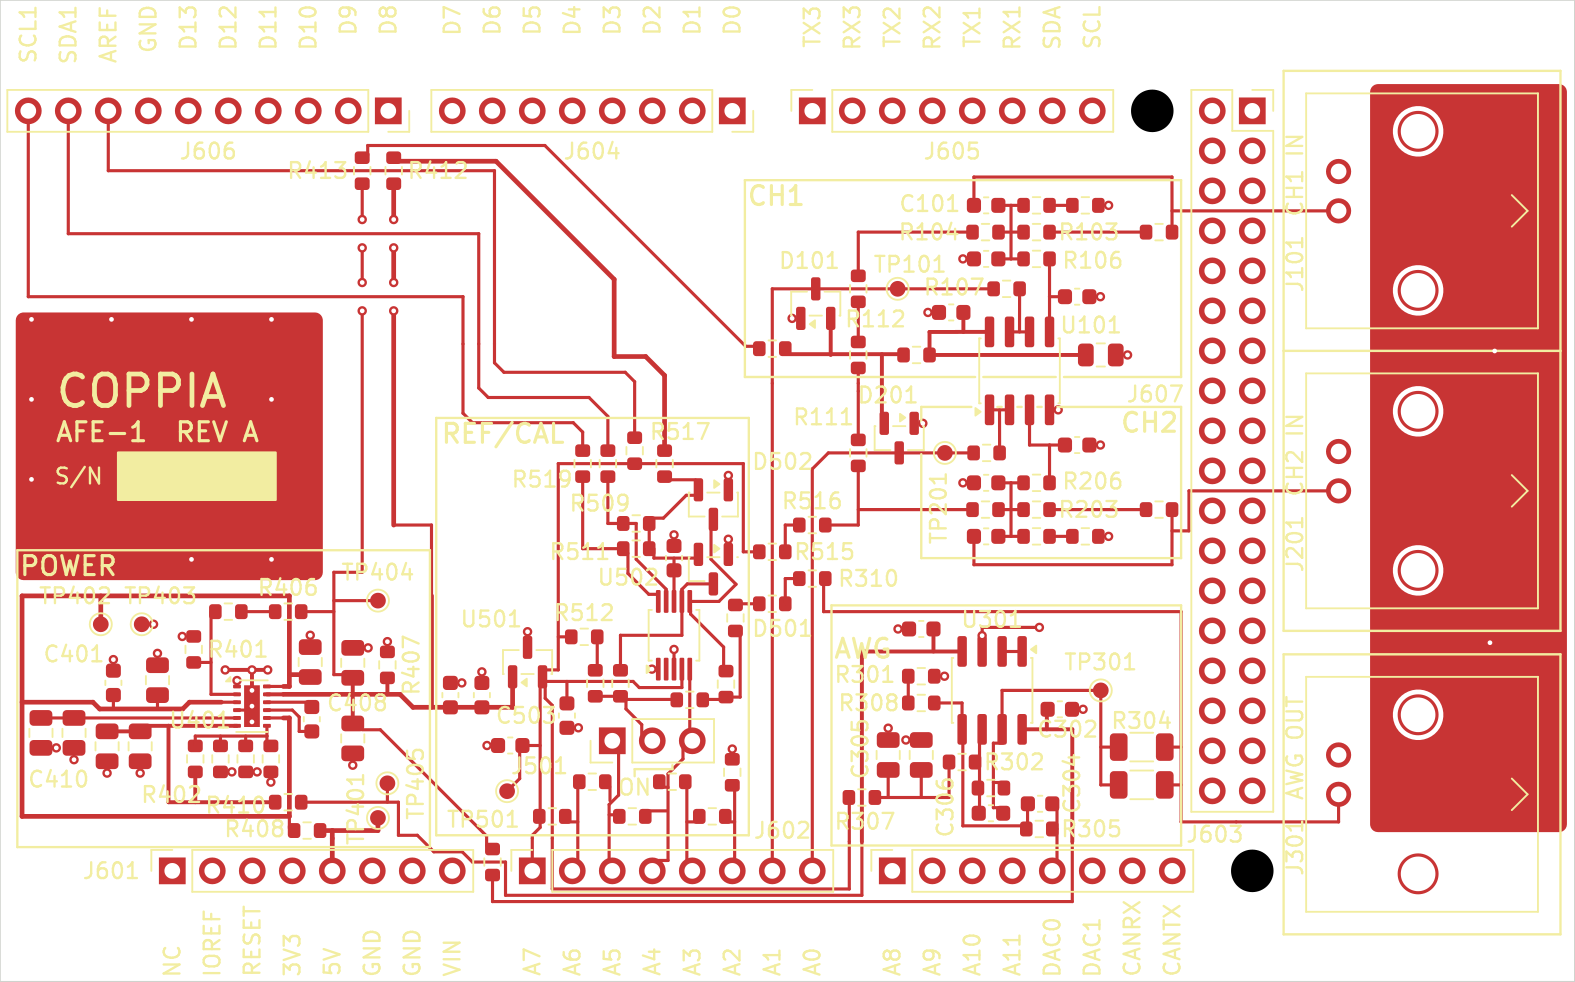 SCL1 SDA1 AREF GND D13 D12 D11 D10 D9 D8 D7 D6 D5 D4 D3 D2 D1 D0 TX3 RX3 TX2 RX2 TX1 RX1 SDA SCL
J606 J604 J605
R413 R412
CH1
C101
R104 R103
D101 TP101 R106
R107
R112 U101
CH1 IN
J101
COPPIA
AFE-1 REV A
S/N
D201 J607
R111 CH2
REF/CAL R517
D502
R519 R206
R509 R516 TP201 R203
CH2 IN
J201
POWER R511 R515
U502
TP402 TP403 R406 TP404 R310
R512 D501
U501 U301
C401 R401 R407 AWG
TP301
R301
C408 R308
U401 C503 C302 R304
C305
C410 J501 R302
R402 ON C304
R410 TP401 TP405 C306
R408 TP501 J602 R307 R305 J603
AWG OUT
J301
J601
NC IOREF RESET 3V3 5V GND GND VIN A7 A6 A5 A4 A3 A2 A1 A0 A8 A9 A10 A11 DAC0 DAC1 CANRX CANTX